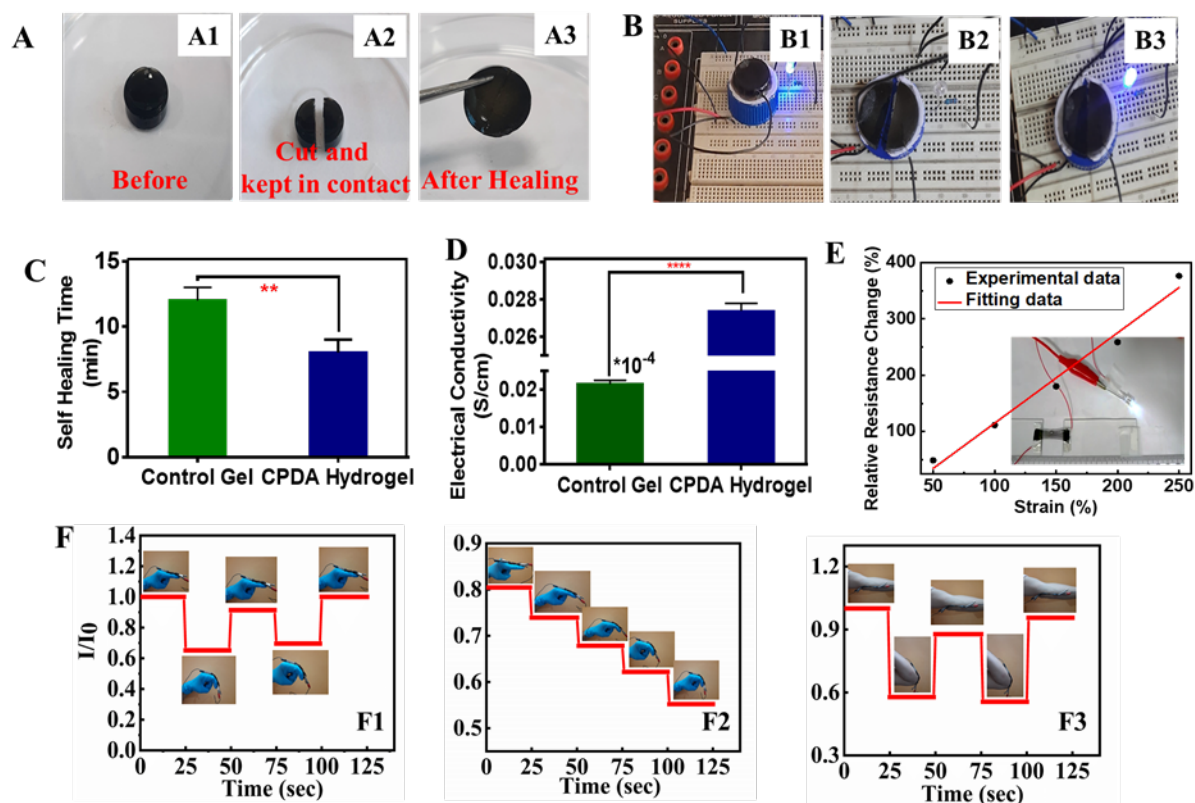 A
A1
A2
A3
Before
Cut and
kept in contact
After Healing
B
B1
B2
B3
C
Self Healing Time
(min)
15
10
5
0
**
Control Gel
CPDA Hydrogel
D
Electrical Conductivity
(S/cm)
0.030
0.028
0.026
0.02
0.01
0.00
****
*10-4
Control Gel
CPDA Hydrogel
E
Relative Resistance Change (%)
400
300
200
100
Experimental data
Fitting data
50
100
150
200
250
Strain (%)
F
I/I0
1.4
1.2
1.0
0.8
0.6
0.4
0.2
0.0
F1
0
25
50
75
100
125
Time (sec)
0.9
0.8
0.7
0.6
0.5
F2
0
25
50
75
100
125
Time (sec)
1.2
0.9
0.6
0.3
F3
0
25
50
75
100
125
Time (sec)